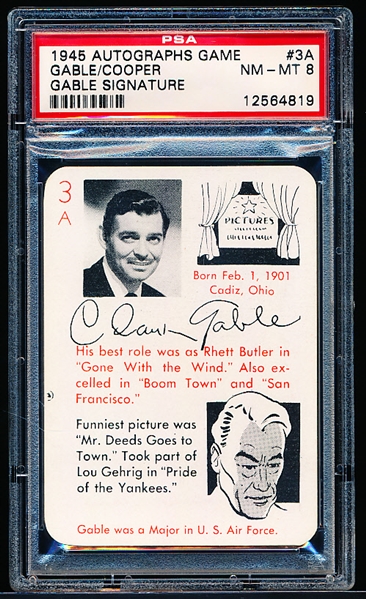 PSA
1945 AUTOGRAPHS GAME #3A
GABLE/COOPER NM-MT 8
GABLE SIGNATURE 12564819
3
A
PICTURES
Born Feb. 1, 1901
Cadiz, Ohio
Clark Gable
His best role was as Rhett Butler in
"Gone With the Wind." Also ex-
celled in "Boom Town" and "San
Francisco."
Funniest picture was
"Mr. Deeds Goes to
Town." Took part of
Lou Gehrig in "Pride
of the Yankees."
Gable was a Major in U. S. Air Force.